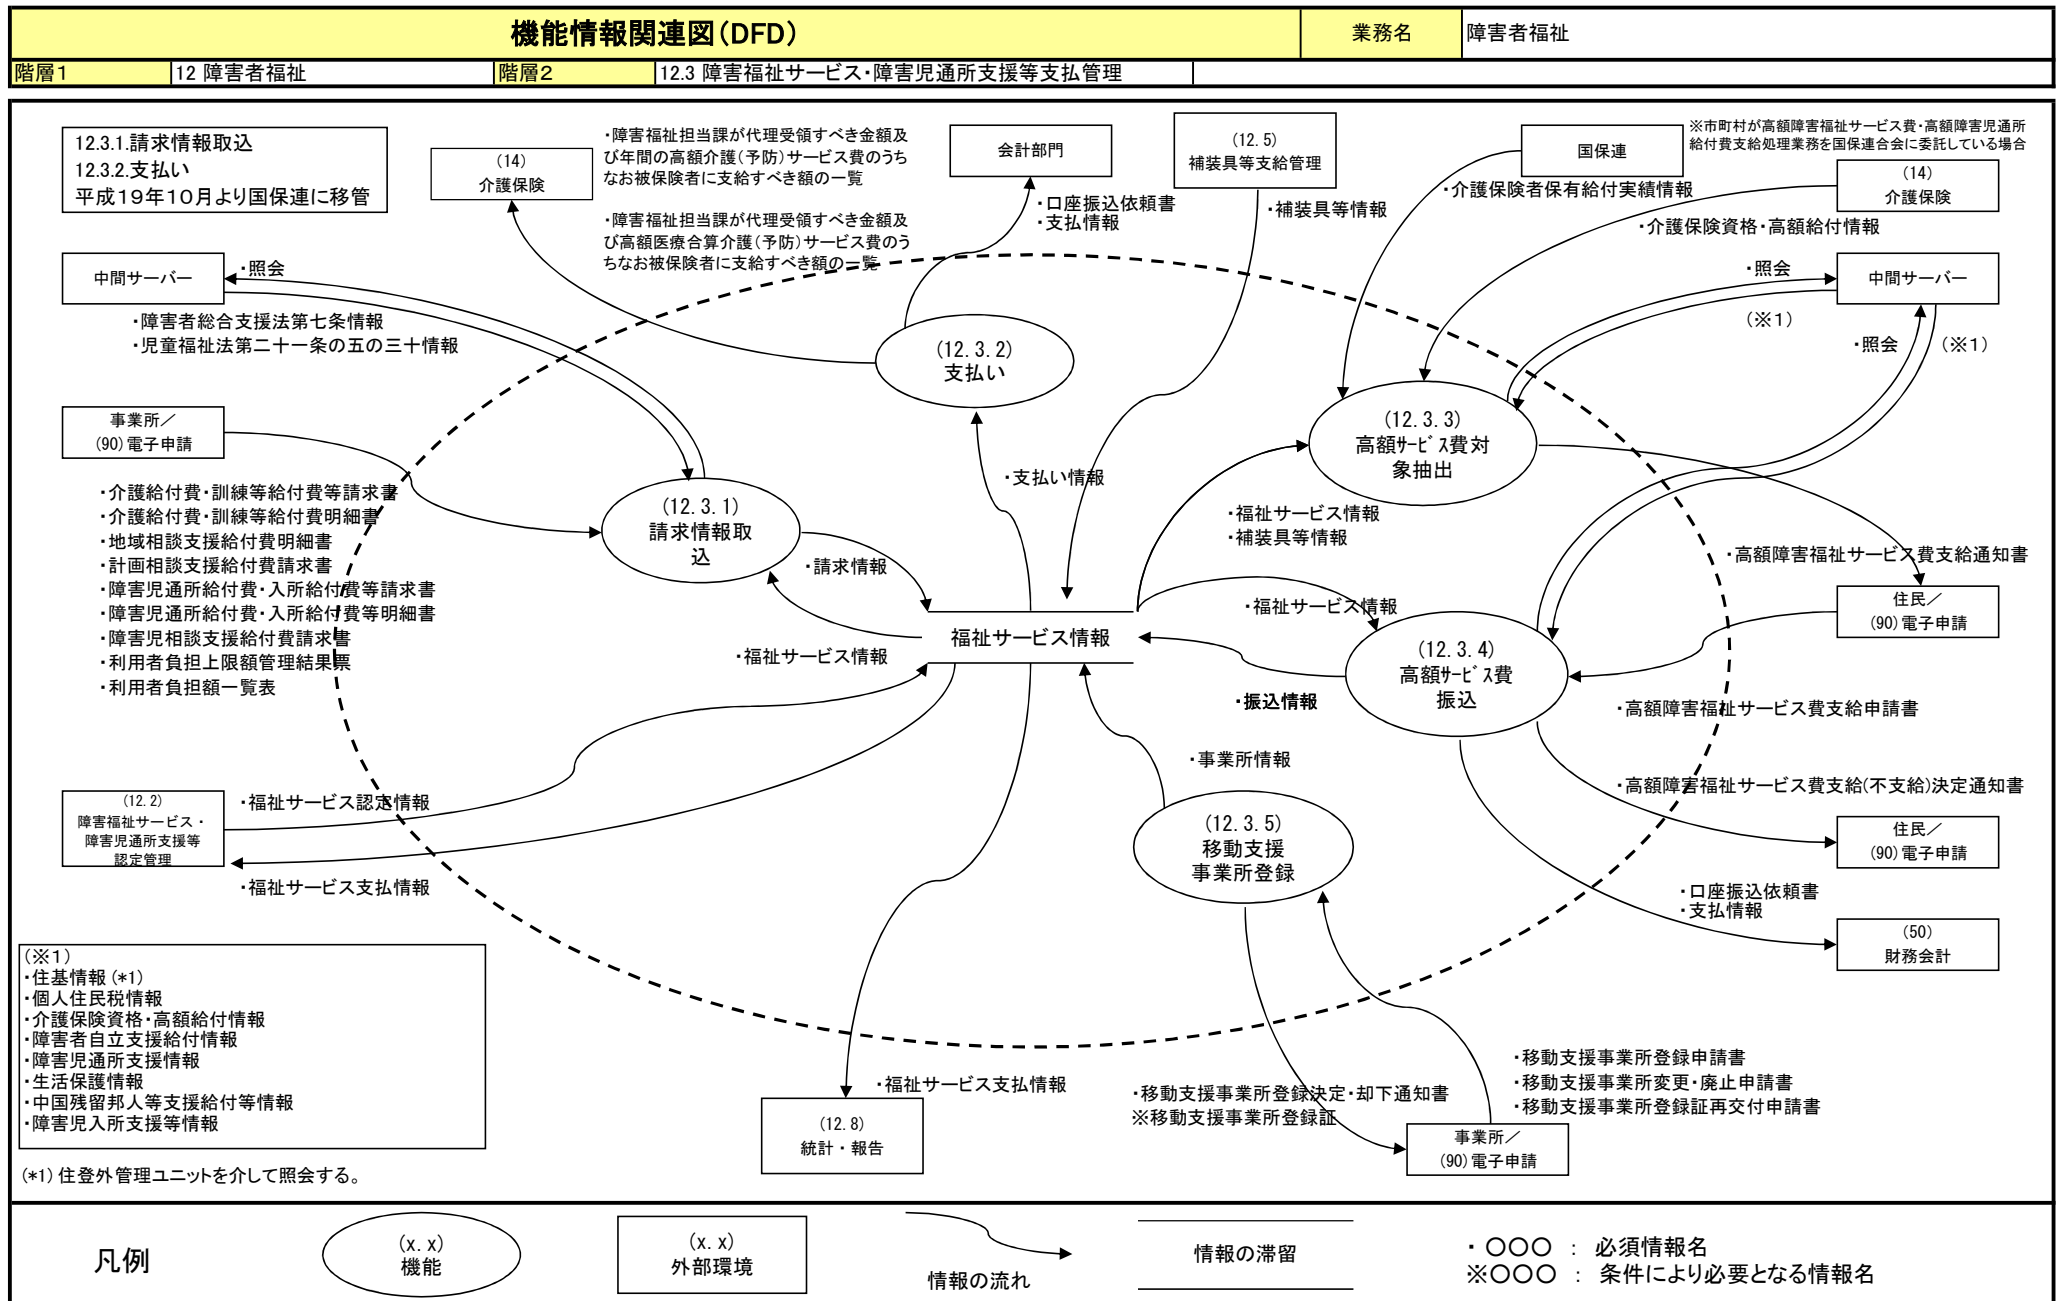 機能情報関連図(DFD)
業務名
障害者福祉
階層1
12 障害者福祉
階層2
12.3 障害福祉サービス・障害児通所支援等支払管理
12.3.1.請求情報取込
12.3.2.支払い
平成19年10月より国保連に移管
(14)
介護保険
・障害福祉担当課が代理受領すべき金額及
び年間の高額介護(予防)サービス費のうち
なお被保険者に支給すべき額の一覧
・障害福祉担当課が代理受領すべき金額及
び高額医療合算介護(予防)サービス費のう
ちなお被保険者に支給すべき額の一覧
会計部門
・口座振込依頼書
・支払情報
(12.5)
補装具等支給管理
・補装具等情報
国保連
※市町村が高額障害福祉サービス費・高額障害児通所
給付費支給処理業務を国保連合会に委託している場合
・介護保険者保有給付実績情報
(14)
介護保険
・介護保険資格・高額給付情報
中間サーバー
・照会
・障害者総合支援法第七条情報
・児童福祉法第二十一条の五の三十情報
・照会
中間サーバー
(※1)
・照会
(※1)
(12.3.2)
支払い
事業所／
(90)電子申請
(12.3.3)
高額サービス費対
象抽出
・介護給付費・訓練等給付費等請求書
・介護給付費・訓練等給付費明細書
・地域相談支援給付費明細書
・計画相談支援給付費請求書
・障害児通所給付費・入所給付費等請求書
・障害児通所給付費・入所給付費等明細書
・障害児相談支援給付費請求書
・利用者負担上限額管理結果票
・利用者負担額一覧表
(12.3.1)
請求情報取
込
・支払い情報
・請求情報
・福祉サービス情報
・補装具等情報
・高額障害福祉サービス費支給通知書
住民／
(90)電子申請
・福祉サービス情報
福祉サービス情報
・福祉サービス情報
(12.3.4)
高額サービス費
振込
・振込情報
・高額障害福祉サービス費支給申請書
・事業所情報
・高額障害福祉サービス費支給(不支給)決定通知書
(12.2)
障害福祉サービス・
障害児通所支援等
認定管理
・福祉サービス認定情報
・福祉サービス支払情報
(12.3.5)
移動支援
事業所登録
住民／
(90)電子申請
・口座振込依頼書
・支払情報
(50)
財務会計
(※1)
・住基情報(*1)
・個人住民税情報
・介護保険資格・高額給付情報
・障害者自立支援給付情報
・障害児通所支援情報
・生活保護情報
・中国残留邦人等支援給付等情報
・障害児入所支援等情報
(*1)住登外管理ユニットを介して照会する。
・福祉サービス支払情報
(12.8)
統計・報告
・移動支援事業所登録決定・却下通知書
※移動支援事業所登録証
・移動支援事業所登録申請書
・移動支援事業所変更・廃止申請書
・移動支援事業所登録証再交付申請書
事業所／
(90)電子申請
凡例
(x.x)
機能
(x.x)
外部環境
情報の流れ
情報の滞留
・ ○○○ ： 必須情報名
※○○○ ： 条件により必要となる情報名